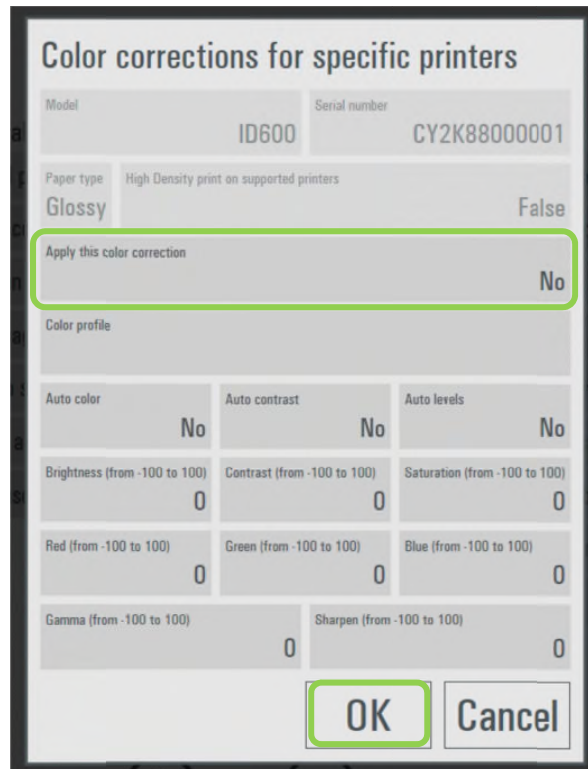 Color corrections for specific printers
Model
Serial number
ID600
CY2K88000001
Paper type
High Density print on supported printers
Glossy
False
Apply this color correction
No
Color profile
Auto color
Auto contrast
Auto levels
No
No
No
Brightness (from -100 to 100)
Contrast (from -100 to 100)
Saturation (from -100 to 100)
0
0
0
Red (from -100 to 100)
Green (from -100 to 100)
Blue (from -100 to 100)
0
0
0
Gamma (from -100 to 100)
Sharpen (from -100 to 100)
0
0
OK
Cancel